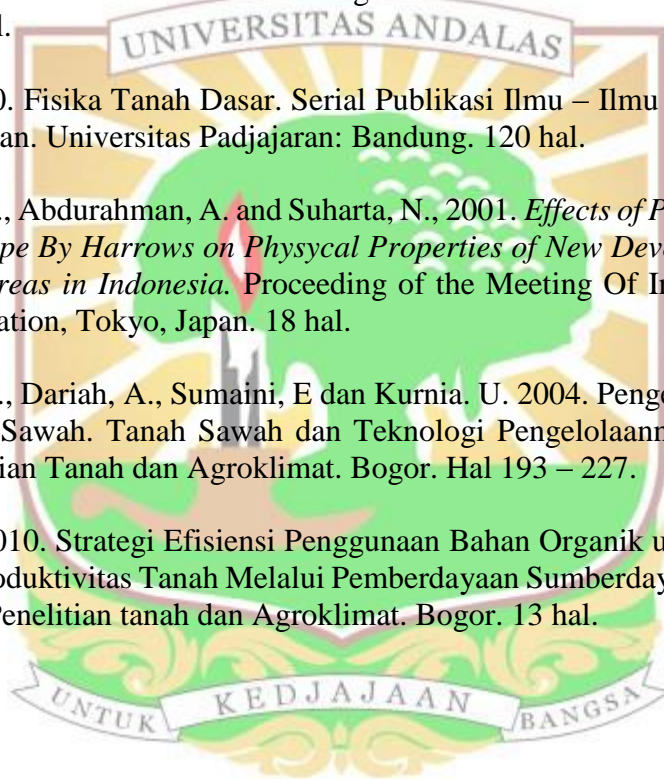 l.
UNIVERSITAS ANDALAS
0. Fisika Tanah Dasar. Serial Publikasi Ilmu – Ilmu
an. Universitas Padjajaran: Bandung. 120 hal.
., Abdurahman, A. and Suharta, N., 2001. Effects of P
pe By Harrows on Physycal Properties of New Deve
reas in Indonesia. Proceeding of the Meeting Of In
ation, Tokyo, Japan. 18 hal.
., Dariah, A., Sumaini, E dan Kurnia. U. 2004. Penge
Sawah. Tanah Sawah dan Teknologi Pengelolaann
ian Tanah dan Agroklimat. Bogor. Hal 193 – 227.
010. Strategi Efisiensi Penggunaan Bahan Organik u
oduktivitas Tanah Melalui Pemberdayaan Sumberday
Penelitian tanah dan Agroklimat. Bogor. 13 hal.
UNTUK KEDJAJAAN BANGSA